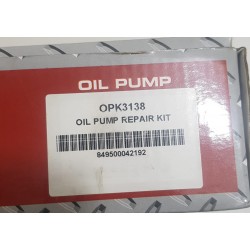 OIL PUMP
OPK3138
OIL PUMP REPAIR KIT
849500042192